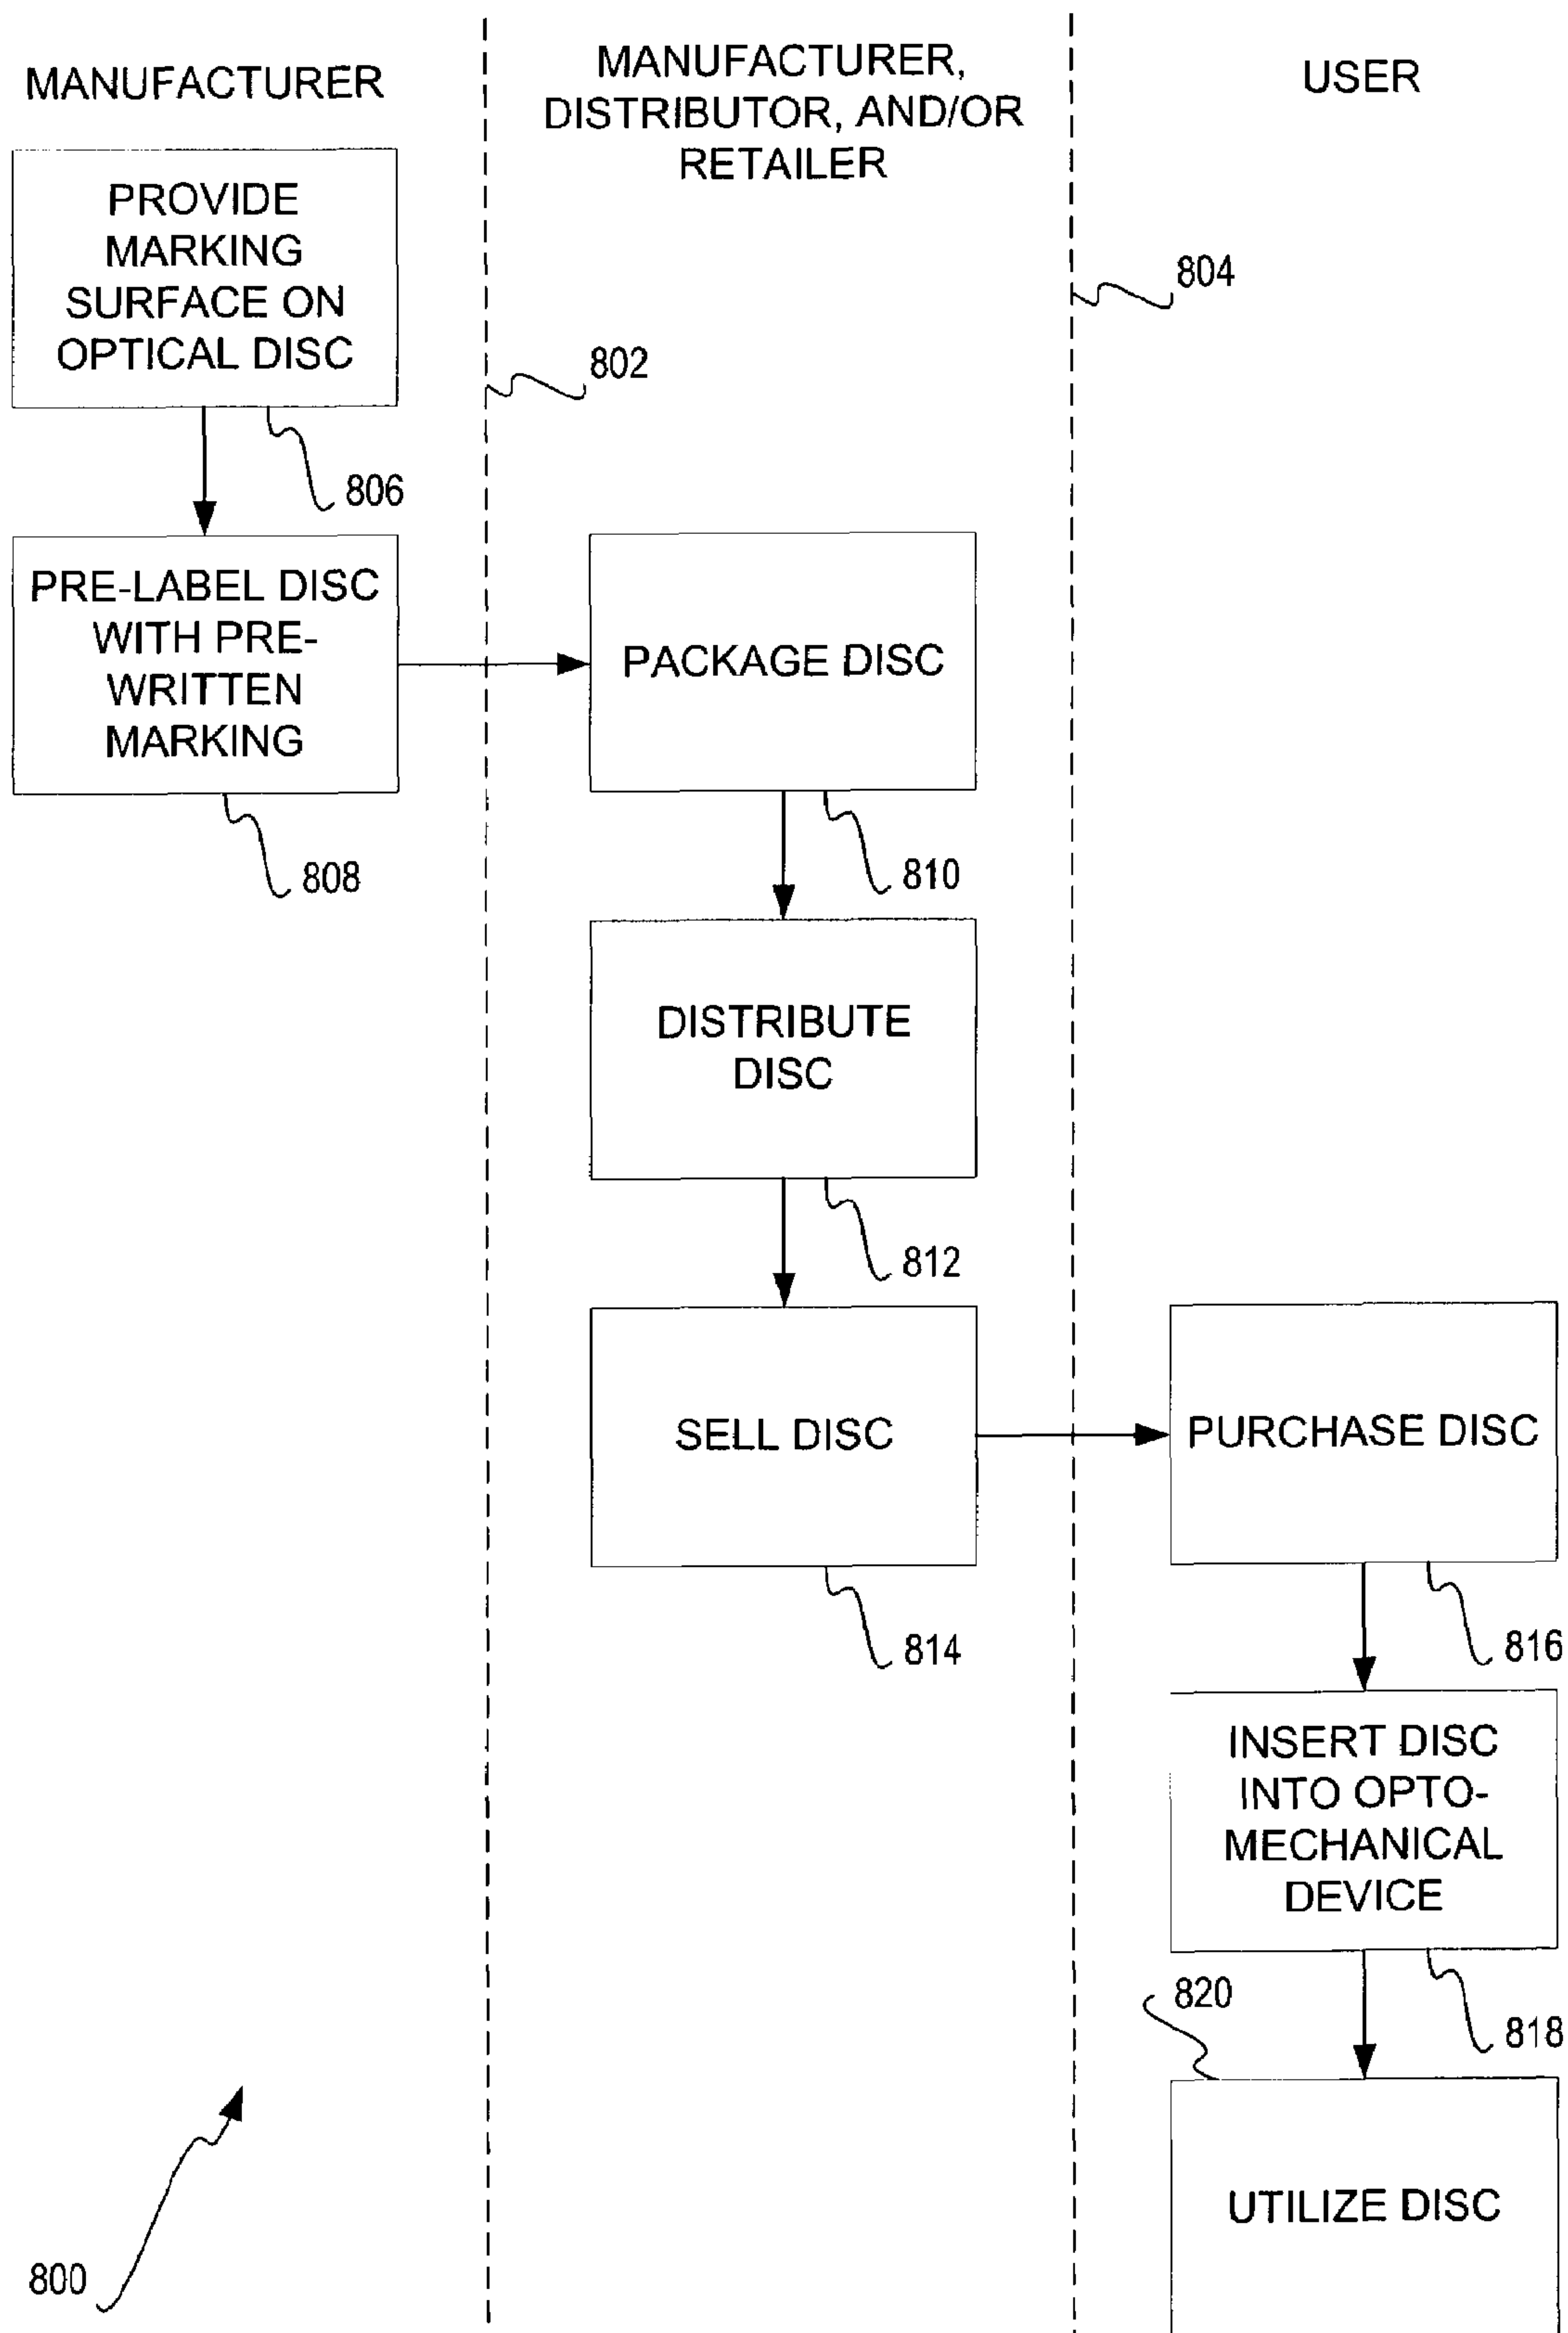 MANUFACTURER
MANUFACTURER,
DISTRIBUTOR, AND/OR
RETAILER
USER
PROVIDE
MARKING
SURFACE ON
OPTICAL DISC
804
802
806
PRE-LABEL DISC
WITH PRE-
WRITTEN
MARKING
PACKAGE DISC
808
810
DISTRIBUTE
DISC
812
SELL DISC
PURCHASE DISC
814
816
INSERT DISC
INTO OPTO-
MECHANICAL
DEVICE
820
818
UTILIZE DISC
800